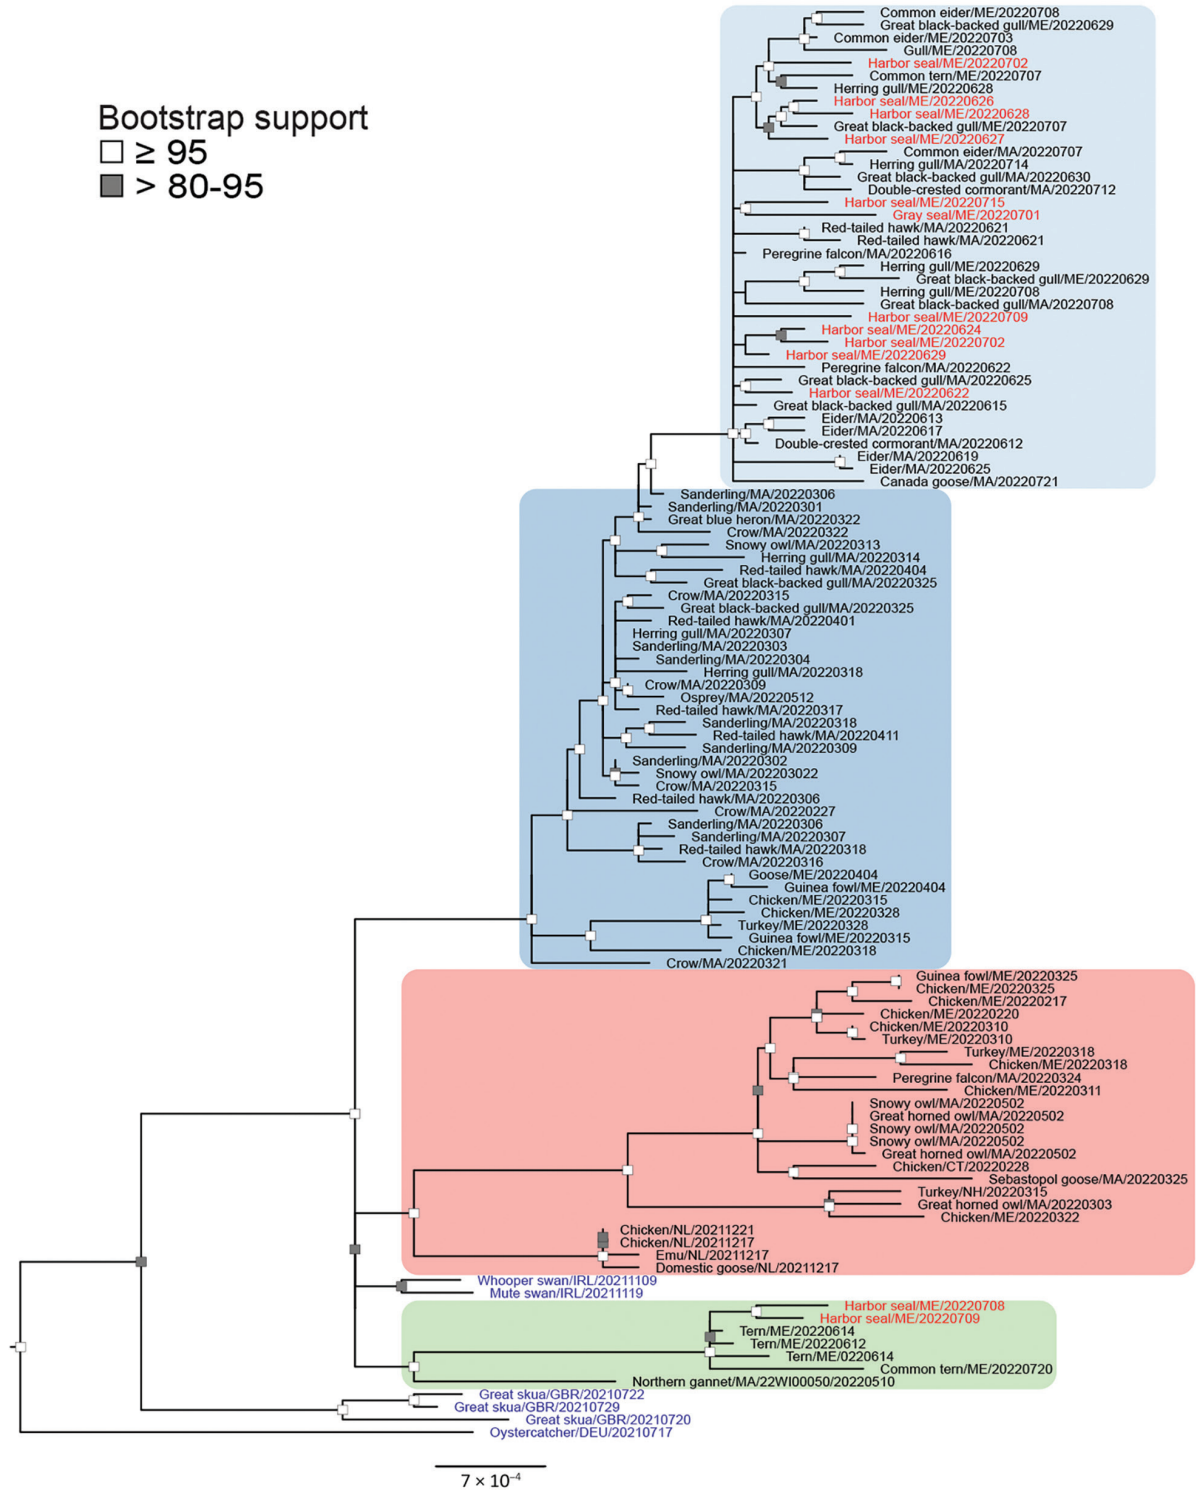 Bootstrap support
≥ 95
> 80-95
Common eider/ME/20220708
Great black-backed gull/ME/20220629
Common eider/ME/20220703
Gull/ME/20220708
Harbor seal/ME/20220702
Common tern/ME/20220707
Herring gull/ME/20220628
Harbor seal/ME/20220626
Harbor seal/ME/20220628
Great black-backed gull/ME/20220707
Harbor seal/ME/20220627
Common eider/MA/20220707
Herring gull/ME/20220714
Great black-backed gull/MA/20220630
Double-crested cormorant/MA/20220712
Harbor seal/ME/20220715
Gray seal/ME/20220701
Red-tailed hawk/MA/20220621
Red-tailed hawk/MA/20220621
Peregrine falcon/MA/20220616
Herring gull/ME/20220629
Great black-backed gull/ME/20220629
Herring gull/ME/20220708
Great black-backed gull/MA/20220708
Harbor seal/ME/20220709
Harbor seal/ME/20220624
Harbor seal/ME/20220702
Harbor seal/ME/20220629
Peregrine falcon/MA/20220622
Great black-backed gull/MA/20220625
Harbor seal/ME/20220622
Great black-backed gull/MA/20220615
Eider/MA/20220613
Eider/MA/20220617
Double-crested cormorant/MA/20220612
Eider/MA/20220619
Eider/MA/20220625
Canada goose/MA/20220721
Sanderling/MA/20220306
Sanderling/MA/20220301
Great blue heron/MA/20220322
Crow/MA/20220322
Snowy owl/MA/20220313
Herring gull/MA/20220314
Red-tailed hawk/MA/20220404
Great black-backed gull/MA/20220325
Crow/MA/20220315
Great black-backed gull/MA/20220325
Red-tailed hawk/MA/20220401
Herring gull/MA/20220307
Sanderling/MA/20220303
Sanderling/MA/20220304
Herring gull/MA/20220318
Crow/MA/20220309
Osprey/MA/20220512
Red-tailed hawk/MA/20220317
Sanderling/MA/20220318
Red-tailed hawk/MA/20220411
Sanderling/MA/20220309
Sanderling/MA/20220302
Snowy owl/MA/202203022
Crow/MA/20220315
Red-tailed hawk/MA/20220306
Crow/MA/20220227
Sanderling/MA/20220306
Sanderling/MA/20220307
Red-tailed hawk/MA/20220318
Crow/MA/20220316
Goose/ME/20220404
Guinea fowl/ME/20220404
Chicken/ME/20220315
Chicken/ME/20220328
Turkey/ME/20220328
Guinea fowl/ME/20220315
Chicken/ME/20220318
Crow/MA/20220321
Guinea fowl/ME/20220325
Chicken/ME/20220325
Chicken/ME/20220217
Chicken/ME/20220220
Chicken/ME/20220310
Turkey/ME/20220310
Turkey/ME/20220318
Chicken/ME/20220318
Peregrine falcon/MA/20220324
Chicken/ME/20220311
Snowy owl/MA/20220502
Great horned owl/MA/20220502
Snowy owl/MA/20220502
Snowy owl/MA/20220502
Great horned owl/MA/20220502
Chicken/CT/20220228
Sebastopol goose/MA/20220325
Turkey/NH/20220315
Great horned owl/MA/20220303
Chicken/ME/20220322
Chicken/NL/20211221
Chicken/NL/20211217
Emu/NL/20211217
Domestic goose/NL/20211217
Whooper swan/IRL/20211109
Mute swan/IRL/20211119
Harbor seal/ME/20220708
Harbor seal/ME/20220709
Tern/ME/20220614
Tern/ME/20220612
Tern/ME/0220614
Common tern/ME/20220720
Northern gannet/MA/22WI00050/20220510
Great skua/GBR/20210722
Great skua/GBR/20210729
Great skua/GBR/20210720
Oystercatcher/DEU/20210717
7 × 10⁻⁴